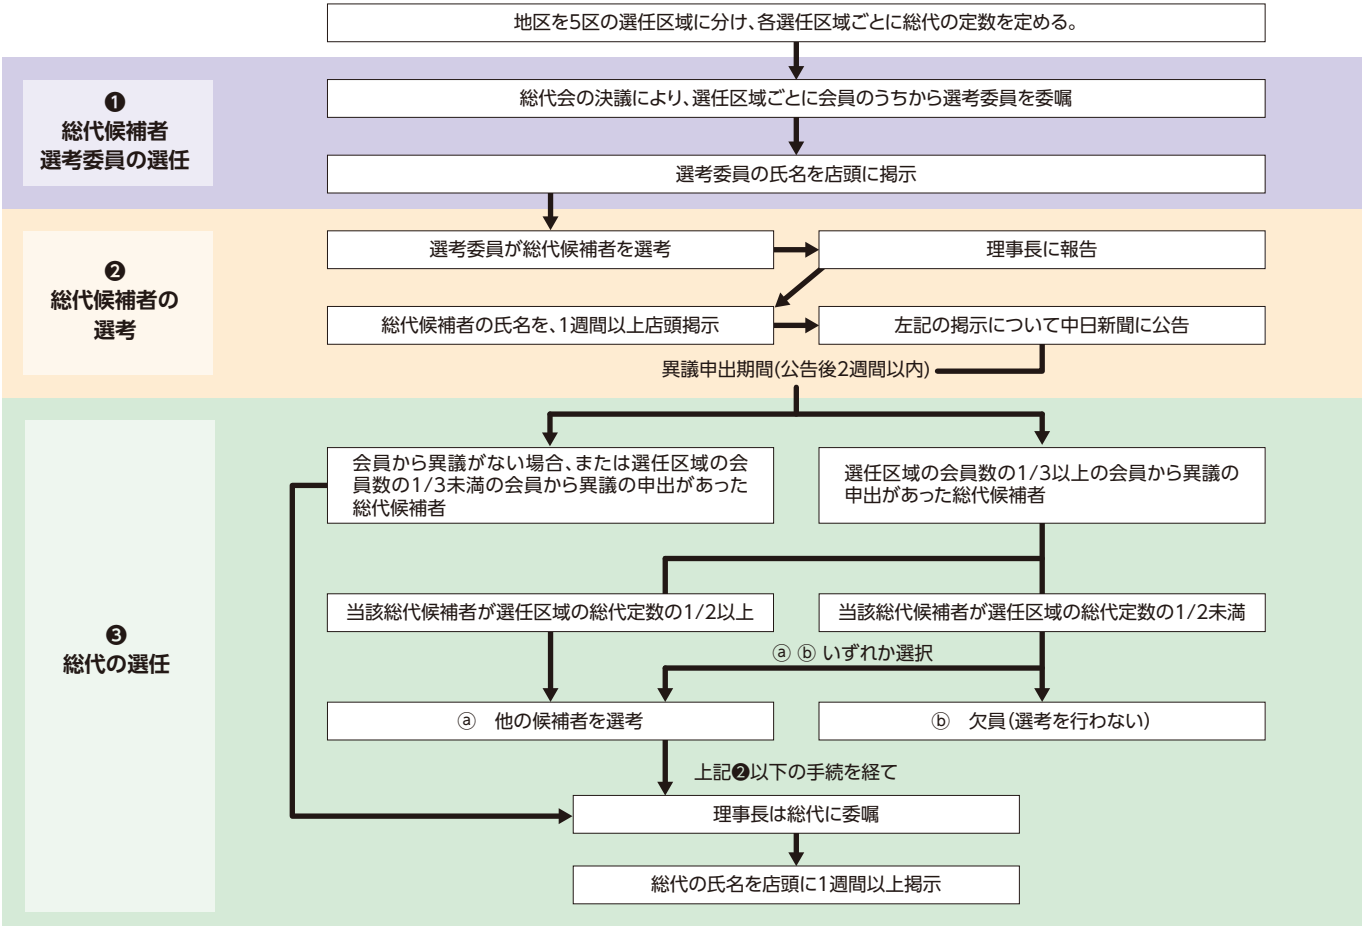 地区を5区の選任区域に分け、各選任区域ごとに総代の定数を定める。
❶
総代候補者
選考委員の選任
総代会の決議により、選任区域ごとに会員のうちから選考委員を委嘱
選考委員の氏名を店頭に掲示
❷
総代候補者の
選考
選考委員が総代候補者を選考
理事長に報告
総代候補者の氏名を、1週間以上店頭掲示
左記の掲示について中日新聞に公告
異議申出期間(公告後2週間以内)
❸
総代の選任
会員から異議がない場合、または選任区域の会
員数の1/3未満の会員から異議の申出があった
総代候補者
選任区域の会員数の1/3以上の会員から異議の
申出があった総代候補者
当該総代候補者が選任区域の総代定数の1/2以上
当該総代候補者が選任区域の総代定数の1/2未満
ⓐ ⓑ いずれか選択
ⓐ 他の候補者を選考
ⓑ 欠員(選考を行わない)
上記❷以下の手続を経て
理事長は総代に委嘱
総代の氏名を店頭に1週間以上掲示